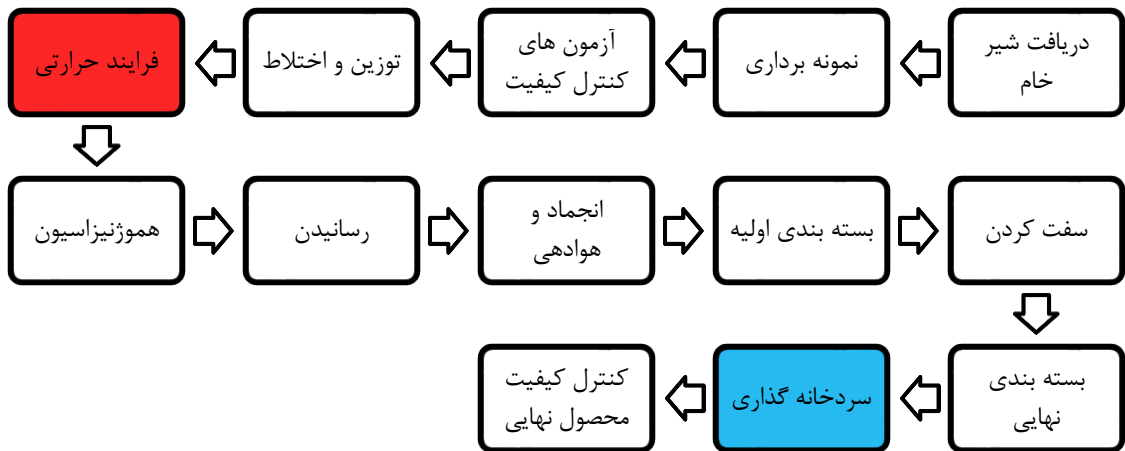 دریافت شیر
خام
نمونه برداری
آزمون های
کنترل کیفیت
توزین و اختلاط
فرایند حرارتی
هموژنیزاسیون
رسانیدن
انجماد و
هوادهی
بسته بندی اولیه
سفت کردن
بسته بندی
نهایی
سردخانه گذاری
کنترل کیفیت
محصول نهایی